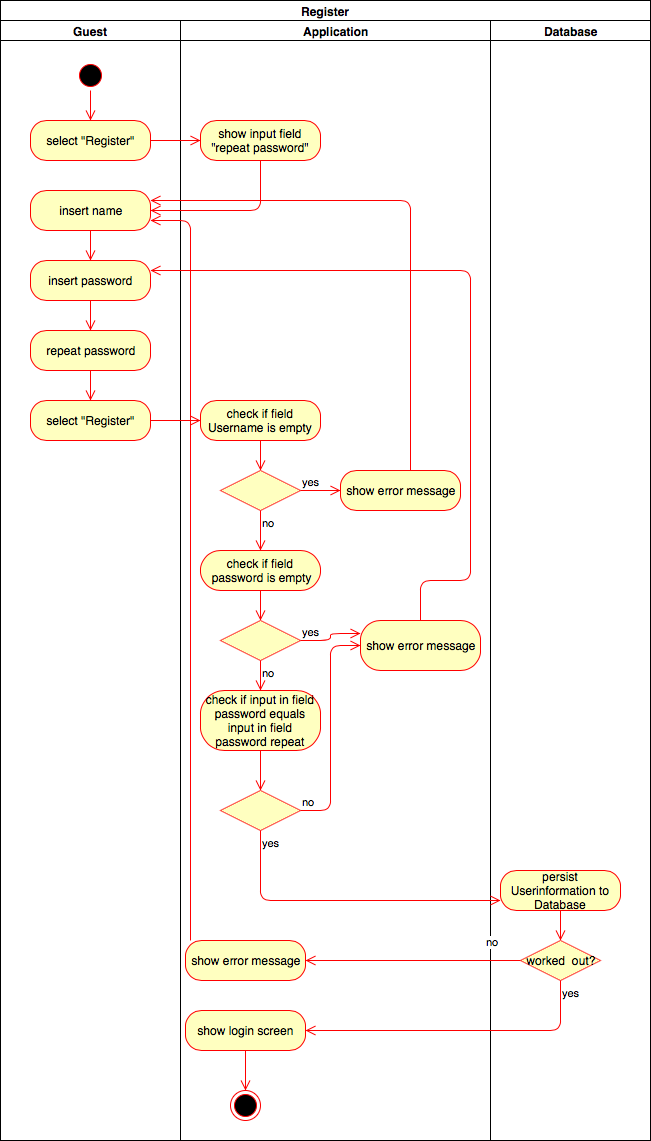 Register
Guest
Application
Database
select "Register"
show input field
"repeat password"
insert name
insert password
repeat password
select "Register"
check if field
Username is empty
yes
show error message
no
check if field
password is empty
yes
show error message
no
check if input in field
password equals
input in field
password repeat
no
yes
persist
Userinformation to
Database
no
show error message
worked  out?
yes
show login screen